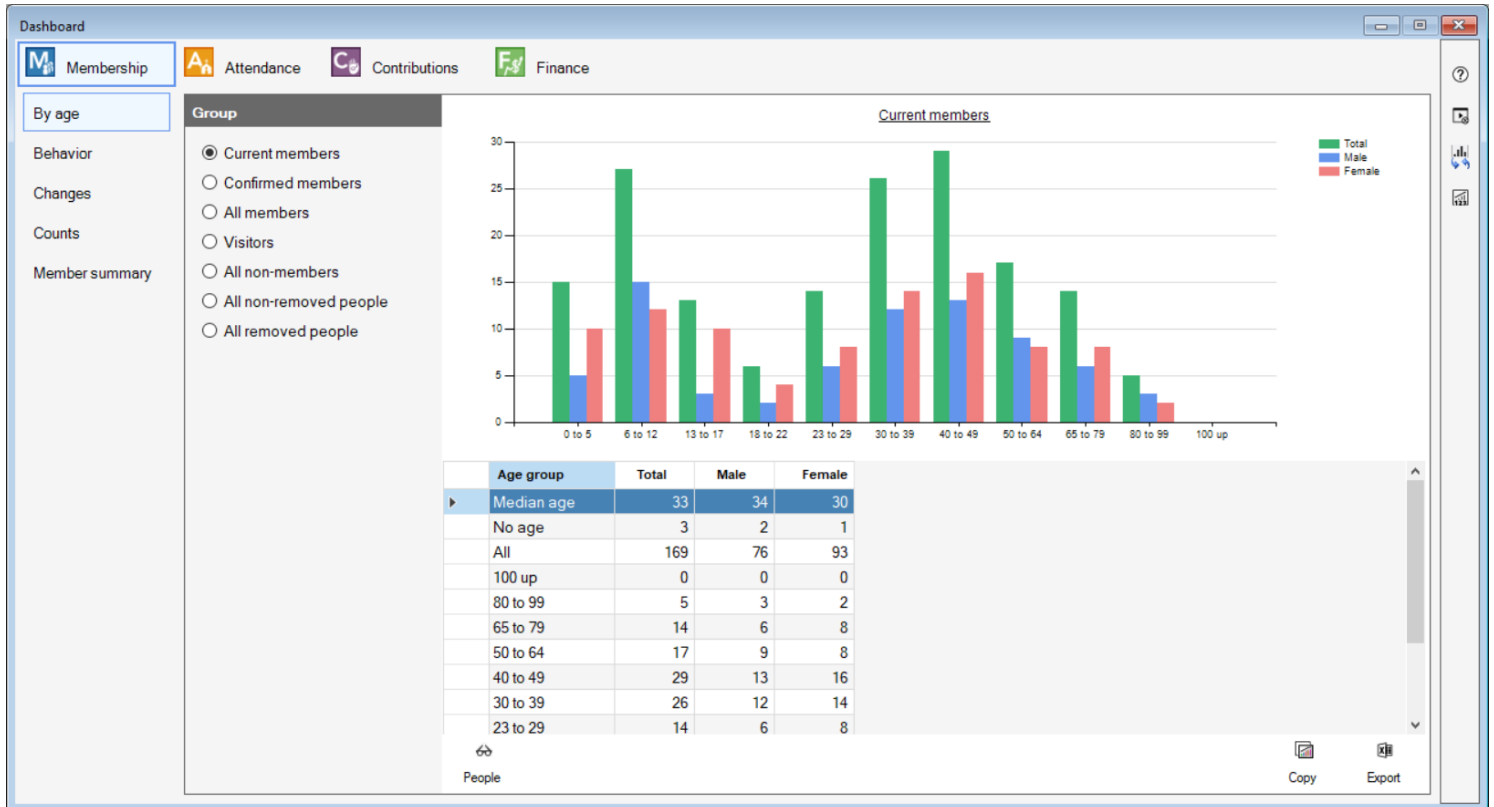 Dashboard
Membership Attendance Contributions Finance
By age
Behavior
Changes
Counts
Member summary
Group
Current members
Confirmed members
All members
Visitors
All non-members
All non-removed people
All removed people
Current members
30
25
20
15
10
5
0
0 to 5 6 to 12 13 to 17 18 to 22 23 to 29 30 to 39 40 to 49 50 to 64 65 to 79 80 to 99 100 up
Total
Male
Female
Age group Total Male Female
Median age 33 34 30
No age 3 2 1
All 169 76 93
100 up 0 0 0
80 to 99 5 3 2
65 to 79 14 6 8
50 to 64 17 9 8
40 to 49 29 13 16
30 to 39 26 12 14
23 to 29 14 6 8
People Copy Export
123